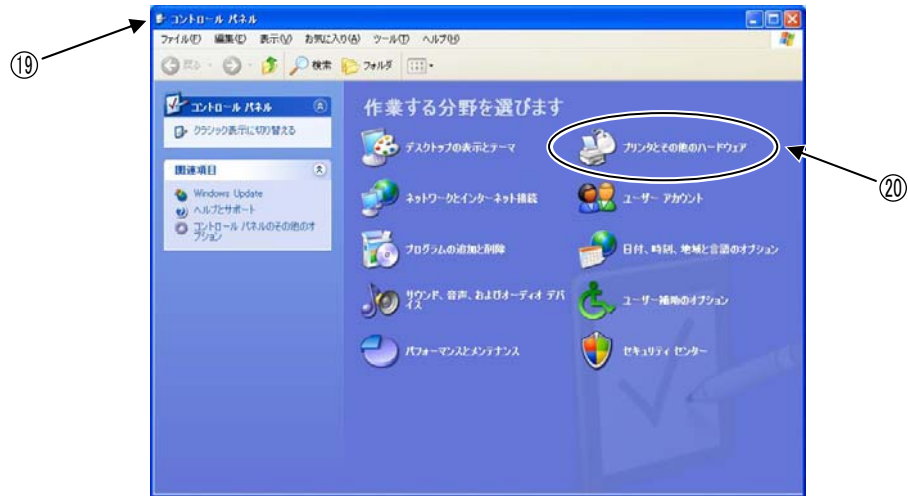 コントロール パネル
ファイル(F) 編集(E) 表示(V) お気に入り(A) ツール(T) ヘルプ(H)
⑲
戻る 検索 フォルダ
コントロール パネル
クラシック表示に切り替える
関連項目
Windows Update
ヘルプとサポート
コントロール パネルのその他のオ
プション
作業する分野を選びます
デスクトップの表示とテーマ
プリンタとその他のハードウェア
⑳
ネットワークとインターネット接続
ユーザー アカウント
プログラムの追加と削除
日付、時刻、地域と言語のオプション
サウンド、音声、およびオーディオ デバ
イス
ユーザー補助のオプション
パフォーマンスとメンテナンス
セキュリティ センター